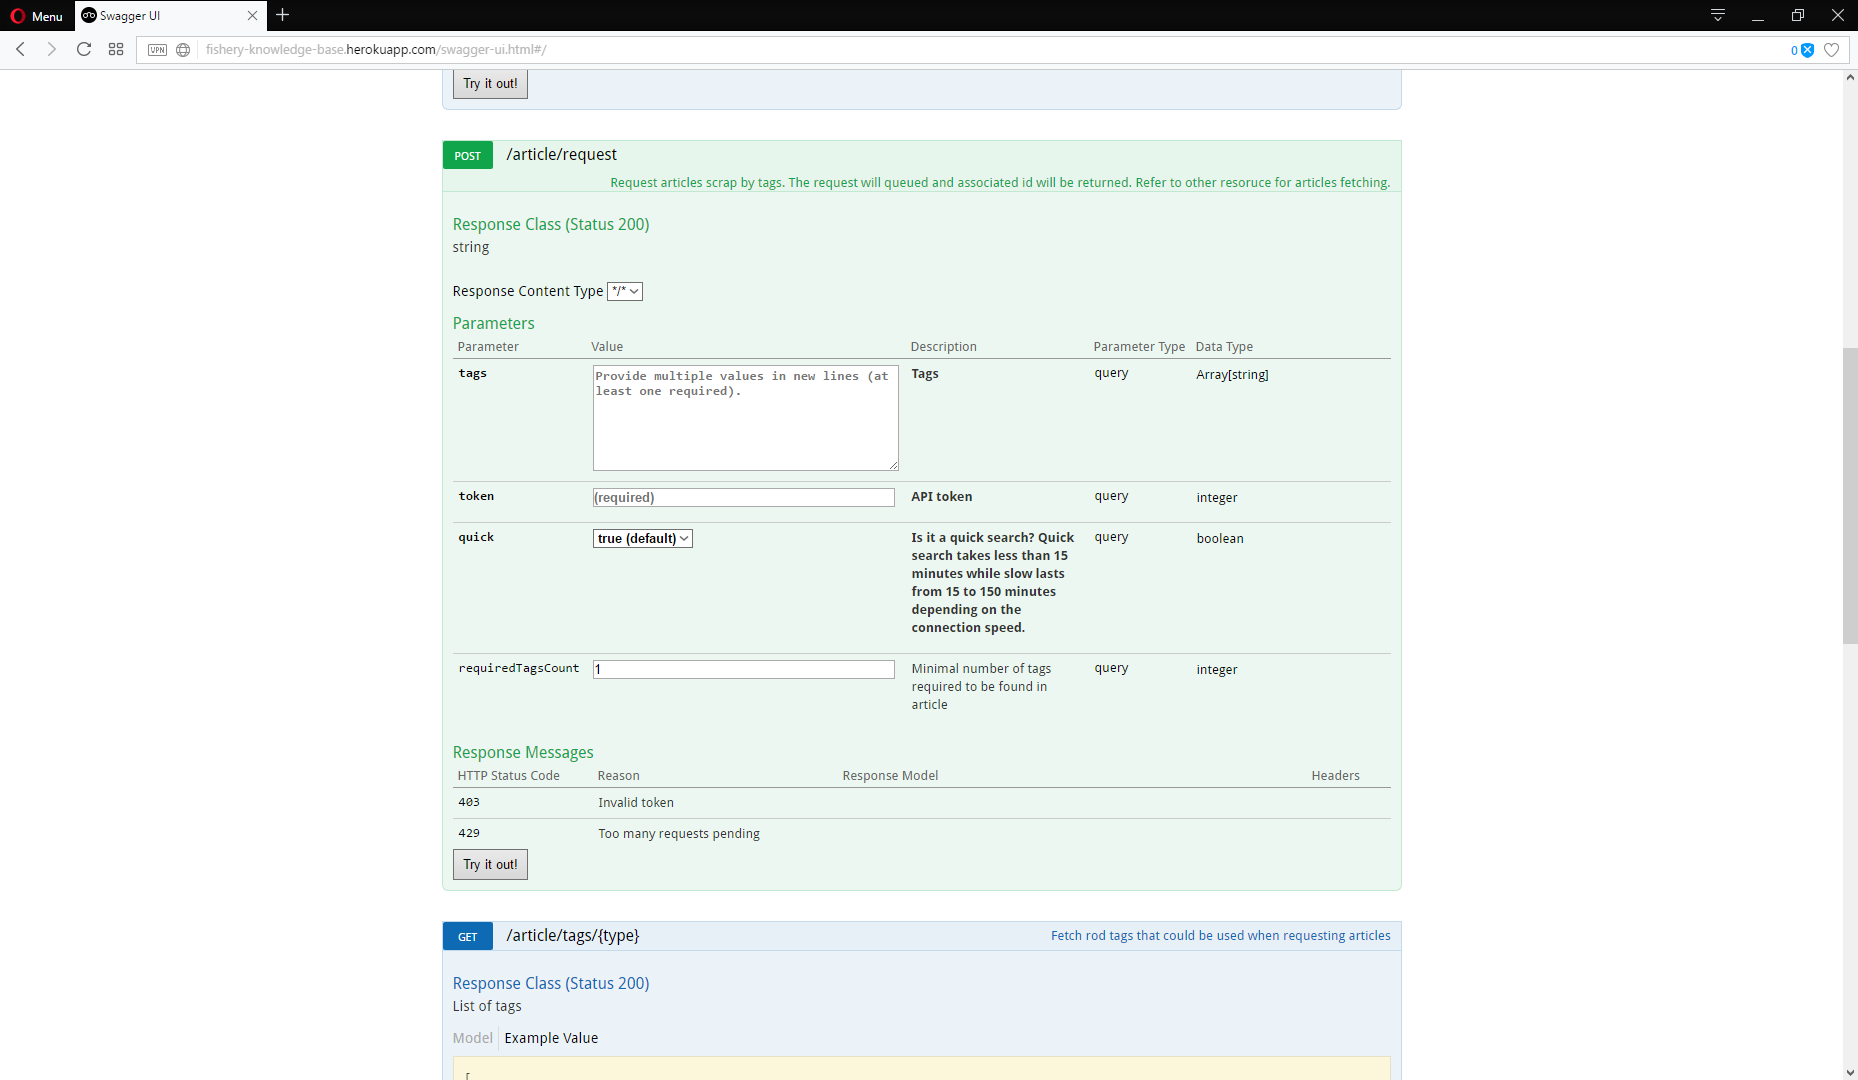 Menu
Swagger UI
VPN
fishery-knowledge-base.herokuapp.com/swagger-ui.html#/
0
Try it out!
POST /article/request
Request articles scrap by tags. The request will queued and associated id will be returned. Refer to other resoruce for articles fetching.
Response Class (Status 200)
string
Response Content Type */*
Parameters
Parameter Value Description Parameter Type Data Type
tags Provide multiple values in new lines (at Tags query Array[string]
least one required).
token (required) API token query integer
quick true (default) Is it a quick search? Quick query boolean
search takes less than 15
minutes while slow lasts
from 15 to 150 minutes
depending on the
connection speed.
requiredTagsCount 1 Minimal number of tags query integer
required to be found in
article
Response Messages
HTTP Status Code Reason Response Model Headers
403 Invalid token
429 Too many requests pending
Try it out!
GET /article/tags/{type} Fetch rod tags that could be used when requesting articles
Response Class (Status 200)
List of tags
Model Example Value
[